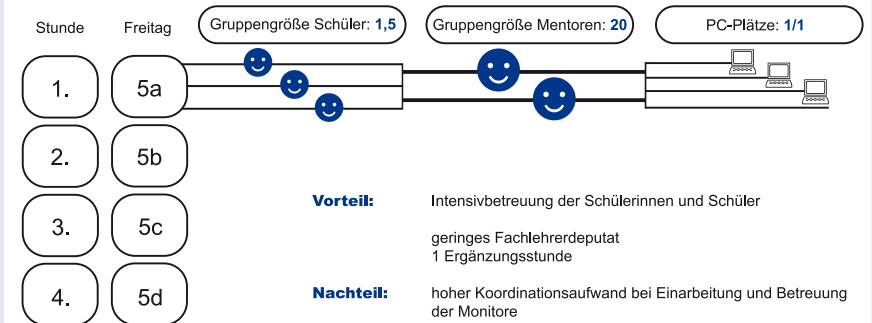 Stunde Freitag Gruppengröße Schüler: 1,5 Gruppengröße Mentoren: 20 PC-Plätze: 1/1
1. 5a
2. 5b
3. 5c
4. 5d
Vorteil: Intensivbetreuung der Schülerinnen und Schüler
geringes Fachlehrerdeputat
1 Ergänzungsstunde
Nachteil: hoher Koordinationsaufwand bei Einarbeitung und Betreuung
der Monitore